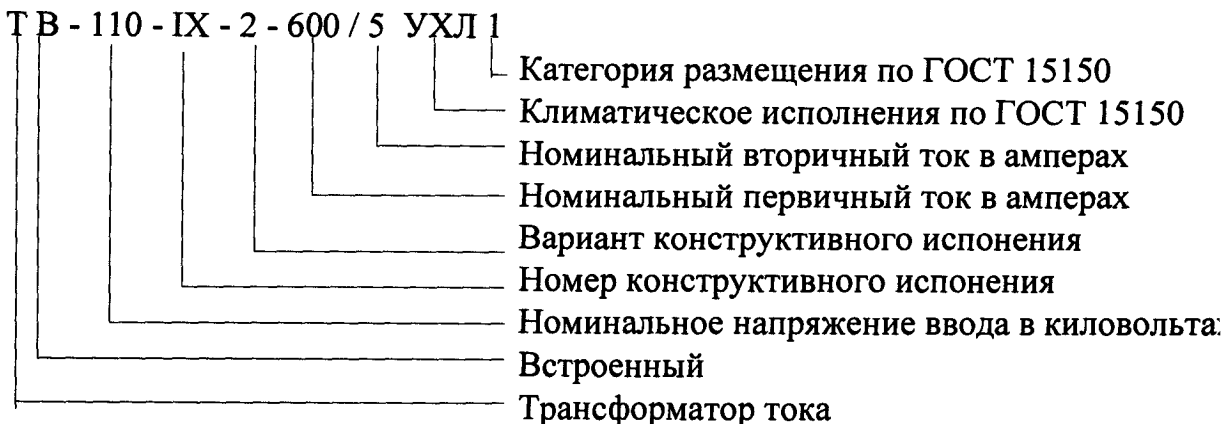 Т В - 110 - IX - 2 - 600 / 5 УХЛ 1
Категория размещения по ГОСТ 15150
Климатическое исполнения по ГОСТ 15150
Номинальный вторичный ток в амперах
Номинальный первичный ток в амперах
Вариант конструктивного испонения
Номер конструктивного испонения
Номинальное напряжение ввода в киловольта
Встроенный
Трансформатор тока